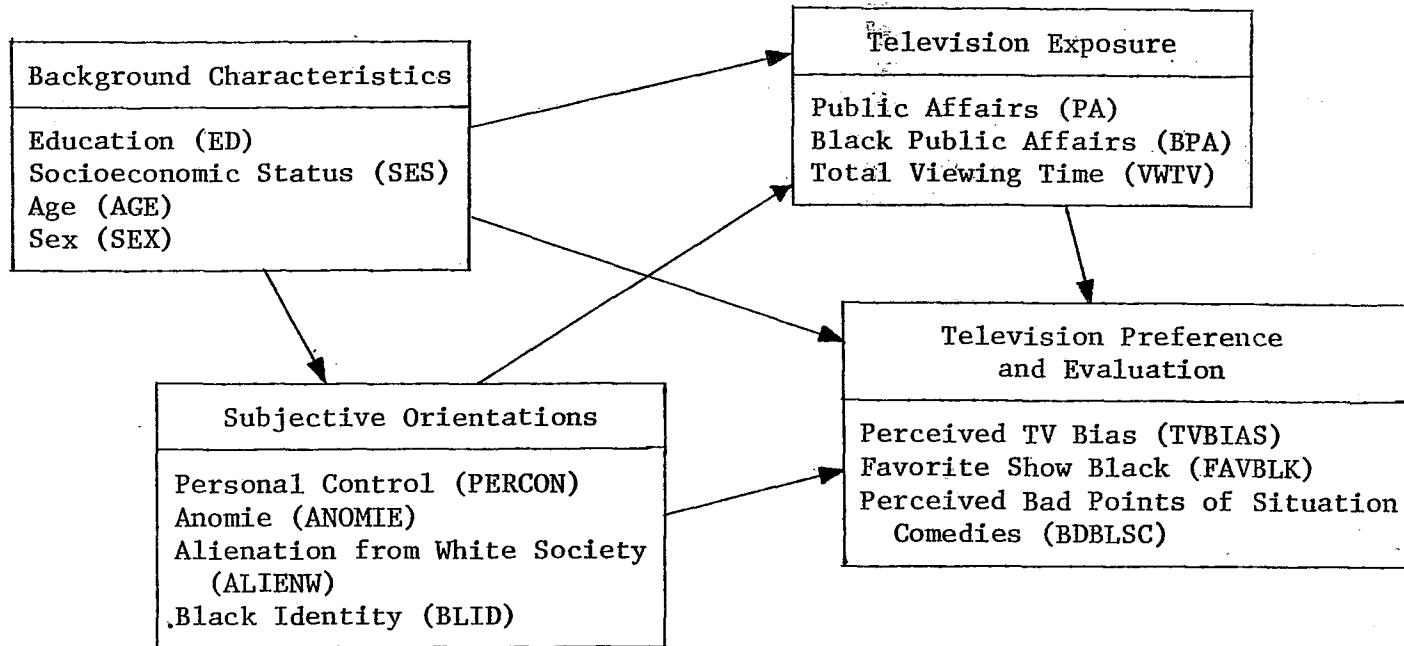 Background Characteristics
Education (ED)
Socioeconomic Status (SES)
Age (AGE)
Sex (SEX)
Television Exposure
Public Affairs (PA)
Black Public Affairs (BPA)
Total Viewing Time (VWTV)
Subjective Orientations
Personal Control (PERCON)
Anomie (ANOMIE)
Alienation from White Society
(ALIENW)
Black Identity (BLID)
Television Preference
and Evaluation
Perceived TV Bias (TVBIAS)
Favorite Show Black (FAVBLK)
Perceived Bad Points of Situation
Comedies (BDBLSC)